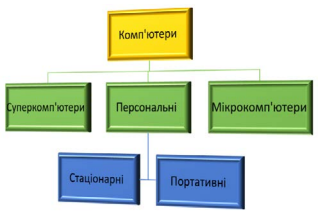 Комп'ютери
Суперкомп'ютери
Персональні
Мікрокомп'ютери
Стаціонарні
Портативні